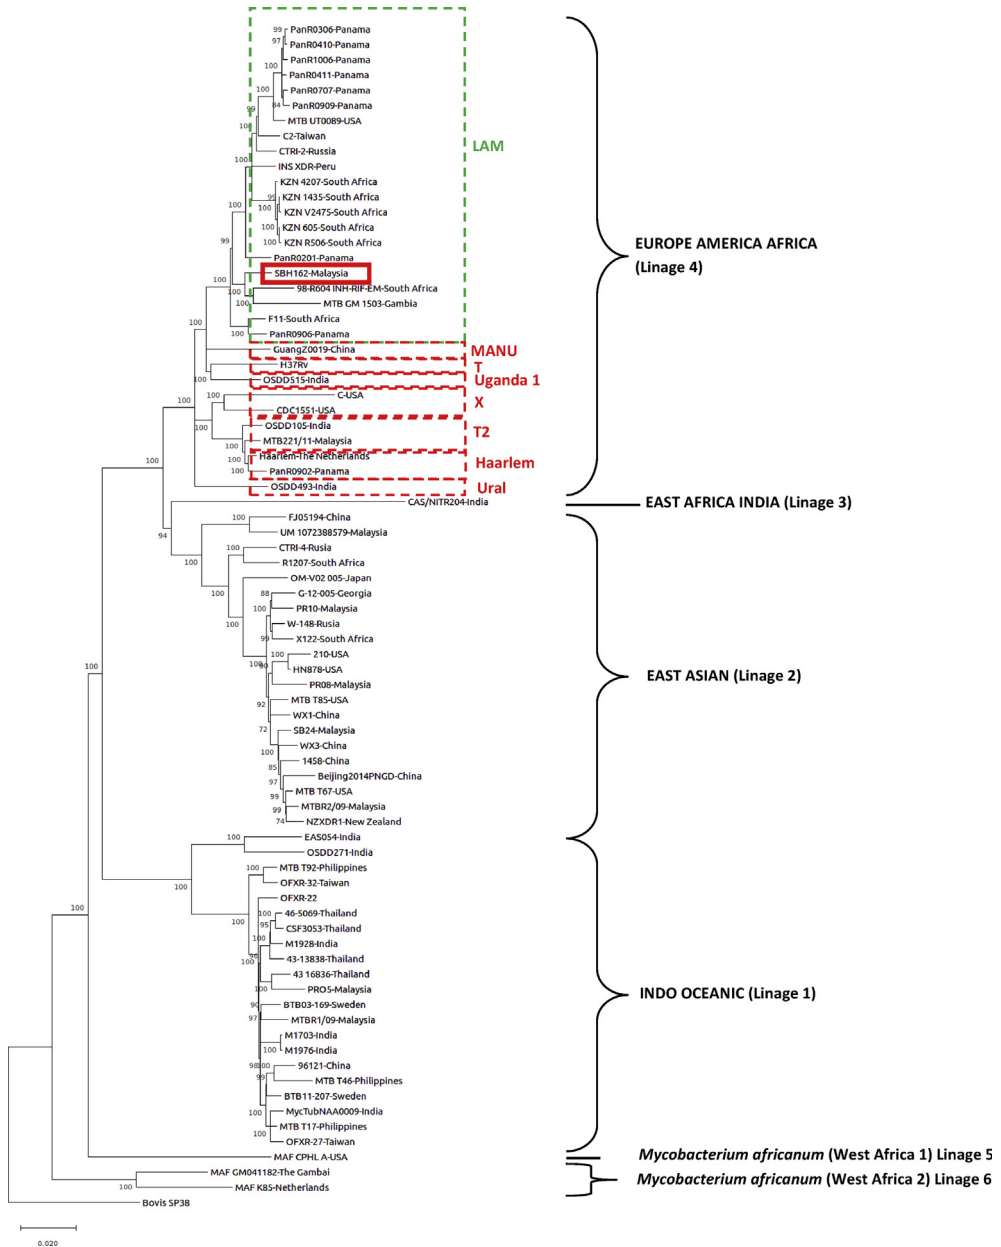 PanR0306-Panama
PanR0410-Panama
PanR1006-Panama
PanR0411-Panama
PanR0707-Panama
PanR0909-Panama
MTB UT0089-USA
C2-Taiwan
CTRI-2-Russia
LAM
INS XDR-Peru
KZN 4207-South Africa
KZN 1435-South Africa
KZN V2475-South Africa
KZN 605-South Africa
KZN R506-South Africa
EUROPE AMERICA AFRICA
(Linage 4)
PanR0201-Panama
SBH162-Malaysia
98-R604 INH-RIF-EM-South Africa
MTB GM 1503-Gambia
F11-South Africa
PanR0906-Panama
GuangZ0019-China
MANU
H37Rv
T
OSDD515-India
Uganda 1
C-USA
X
CDC1551-USA
OSDD105-India
T2
MTB221/11-Malaysia
Haarlem-The Netherlands
Haarlem
PanR0902-Panama
OSDD493-India
Ural
CAS/NITR204-India
EAST AFRICA INDIA (Linage 3)
FJ05194-China
UM 1072388579-Malaysia
CTRI-4-Rusia
R1207-South Africa
OM-V02 005-Japan
G-12-005-Georgia
PR10-Malaysia
W-148-Rusia
X122-South Africa
210-USA
HN878-USA
EAST ASIAN (Linage 2)
PR08-Malaysia
MTB T85-USA
WX1-China
SB24-Malaysia
WX3-China
1458-China
Beijing2014PNGD-China
MTB T67-USA
MTBR2/09-Malaysia
NZXDR1-New Zealand
EAS054-India
OSDD271-India
MTB T92-Philippines
OFXR-32-Taiwan
OFXR-22
46-5069-Thailand
CSF3053-Thailand
M1928-India
43-13838-Thailand
43 16836-Thailand
PRO5-Malaysia
INDO OCEANIC (Linage 1)
BTB03-169-Sweden
MTBR1/09-Malaysia
M1703-India
M1976-India
96121-China
MTB T46-Philippines
BTB11-207-Sweden
MycTubNAA0009-India
MTB T17-Philippines
OFXR-27-Taiwan
MAF CPHL A-USA
Mycobacterium africanum (West Africa 1) Linage 5
MAF GM041182-The Gambai
Mycobacterium africanum (West Africa 2) Linage 6
MAF K85-Netherlands
Bovis SP38
0.020